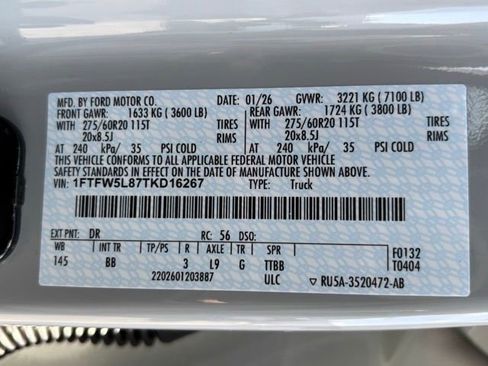 MFD. BY FORD MOTOR CO. 01/26 GVWR: 3221 KG ( 7100 LB)
FRONT GAWR: 1633 KG ( 3600 LB) REAR GAWR: 1724 KG ( 3800 LB)
WITH 275/60R20 115T TIRES WITH 275/60R20 115T TIRES
20x8.5J RIMS 20x8.5J RIMS
AT 240 kPa/ 35 PSI COLD AT 240 kPa/ 35 PSI COLD
THIS VEHICLE CONFORMS TO ALL APPLICABLE FEDERAL MOTOR VEHICLE
SAFETY STANDARDS IN EFFECT ON THE DATE OF MANUFACTURE SHOWN ABOVE.
VIN: 1FTFW5L87TKD16267 TYPE: Truck
EXT PNT: DR RC: 56 DSO:
WB INT TR TP/PS R AXLE TR SPR F0132
145 BB 3 L9 G TTBB T0404
2202601203887 ULC ▽ RU5A-3520472-AB